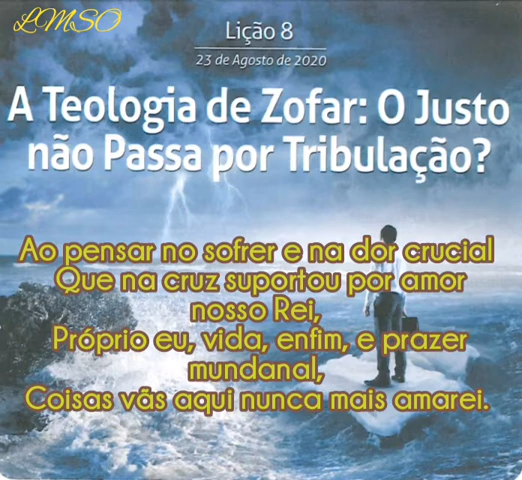 LMSO
Lição 8
23 de Agosto de 2020
A Teologia de Zofar: O Justo
não Passa por Tribulação?
Ao pensar no sofrer e na dor crucial
Que na cruz suportou por amor
nosso Rei,
Próprio eu, vida, enfim, e prazer
mundanal,
Coisas vãs aqui nunca mais amarei.